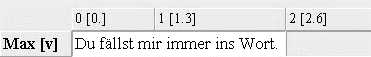 0 [0.] 1 [1.3] 2 [2.6]
Max [v] Du fällst mir immer ins Wort.